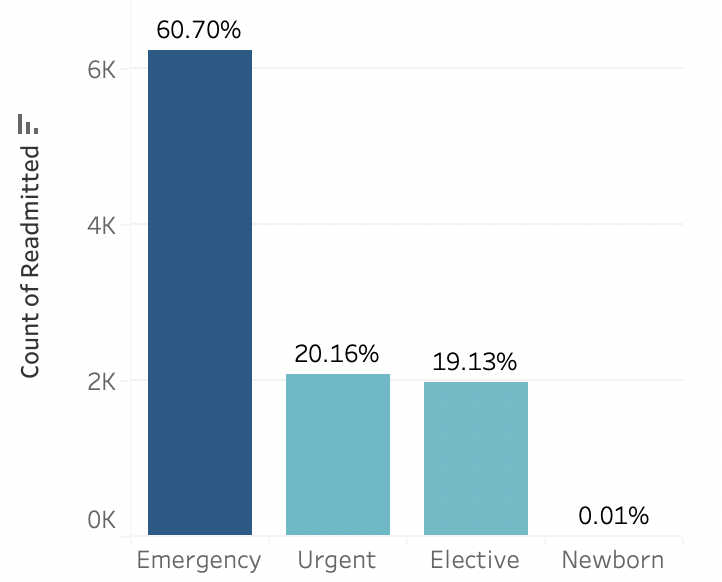 60.70%
6K
Count of Readmitted
4K
20.16%
19.13%
2K
0.01%
0K
Emergency
Urgent
Elective
Newborn